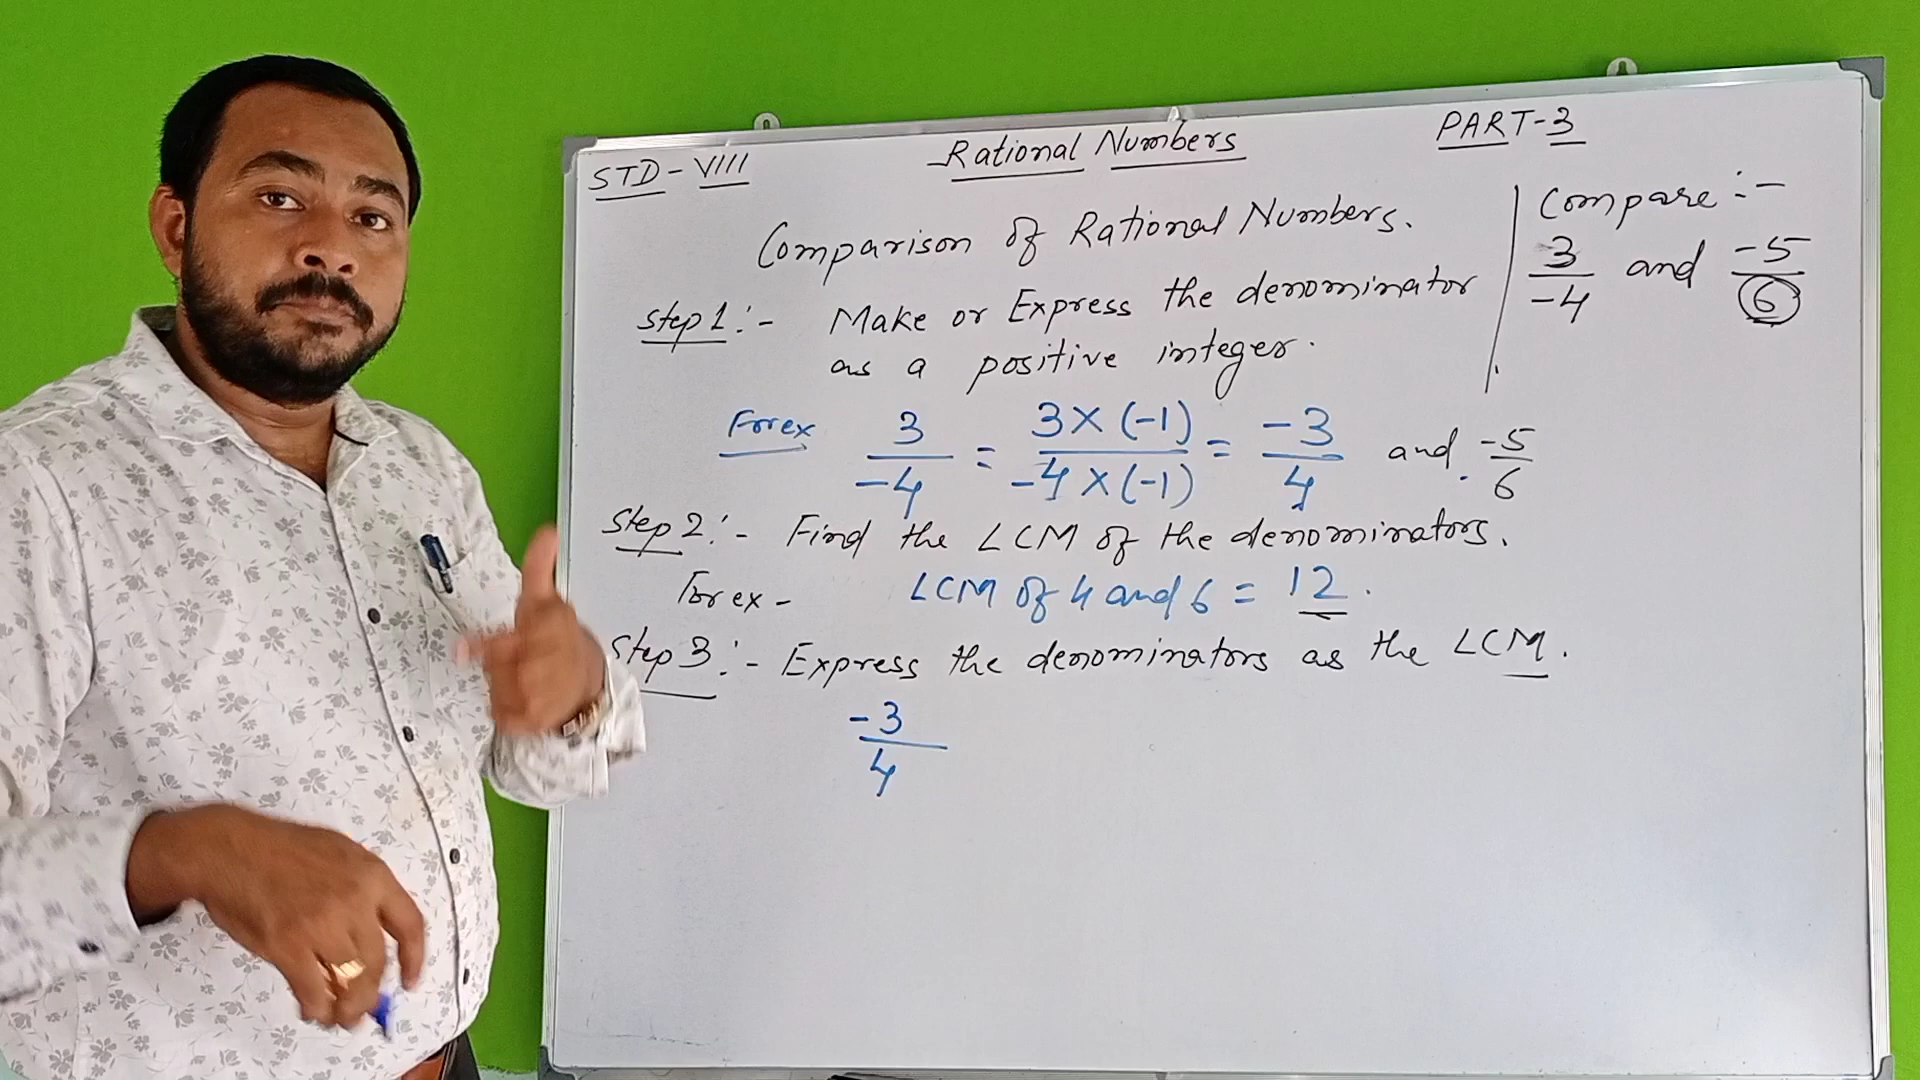 STD-VIII
Rational Numbers
PART-3
Comparison of Rational Numbers.
Compare :-
3/-4 and -5/6
Step 1:- Make or Express the denominator
as a positive integer.
For ex 3/-4 = 3×(-1)/-4×(-1) = -3/4 and -5/6
Step 2:- Find the LCM of the denominators.
For ex- LCM of 4 and 6 = 12.
Step 3:- Express the denominators as the LCM.
-3/4